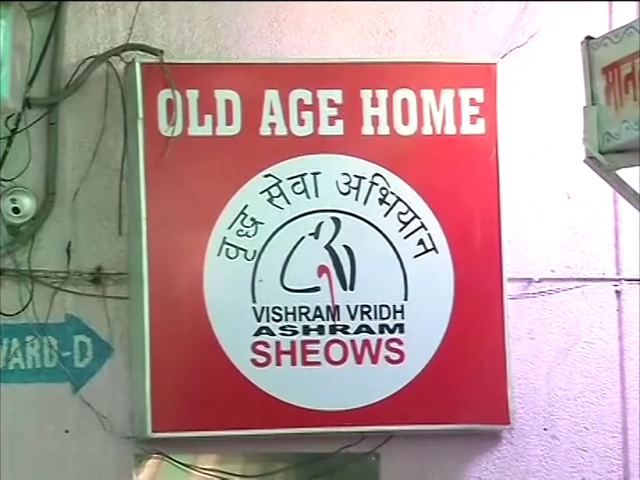 OLD AGE HOME
वृद्ध सेवा अभियान
VISHRAM VRIDH
ASHRAM
SHEOWS
WARD-D
मान